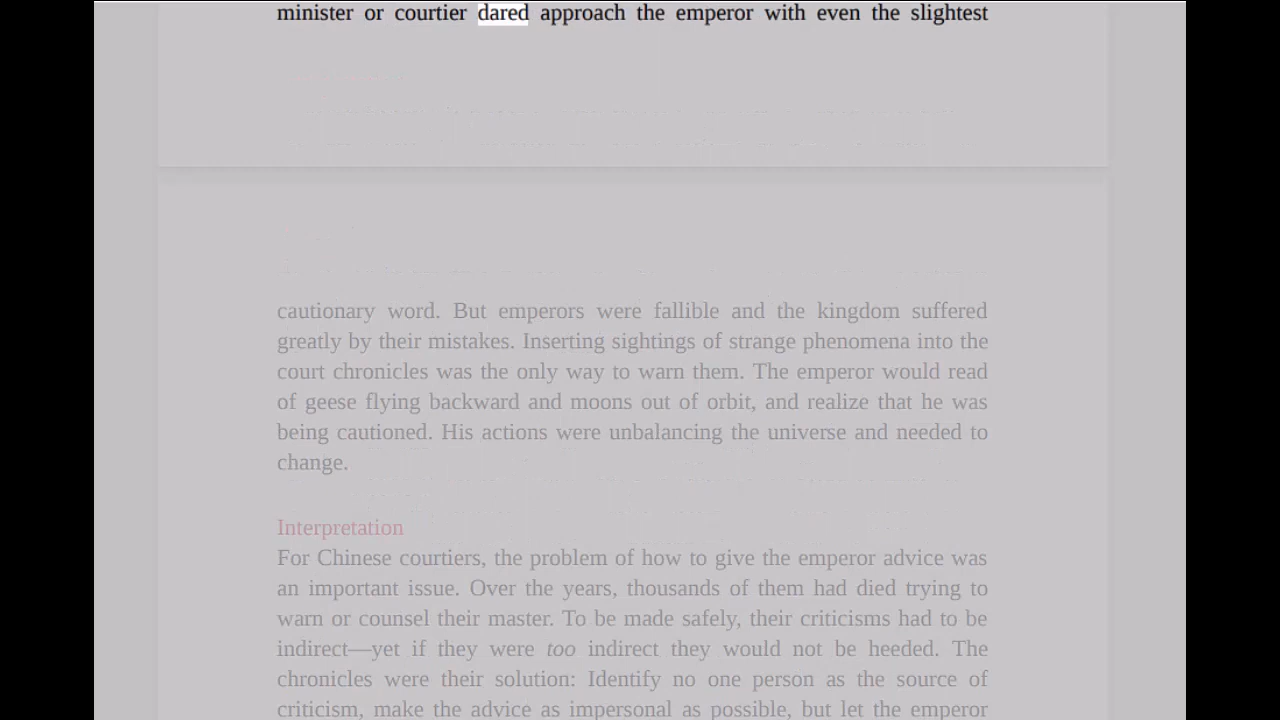 minister or courtier dared approach the emperor with even the slightest
cautionary word. But emperors were fallible and the kingdom suffered
greatly by their mistakes. Inserting sightings of strange phenomena into the
court chronicles was the only way to warn them. The emperor would read
of geese flying backward and moons out of orbit, and realize that he was
being cautioned. His actions were unbalancing the universe and needed to
change.
Interpretation
For Chinese courtiers, the problem of how to give the emperor advice was
an important issue. Over the years, thousands of them had died trying to
warn or counsel their master. To be made safely, their criticisms had to be
indirect—yet if they were too indirect they would not be heeded. The
chronicles were their solution: Identify no one person as the source of
criticism, make the advice as impersonal as possible, but let the emperor